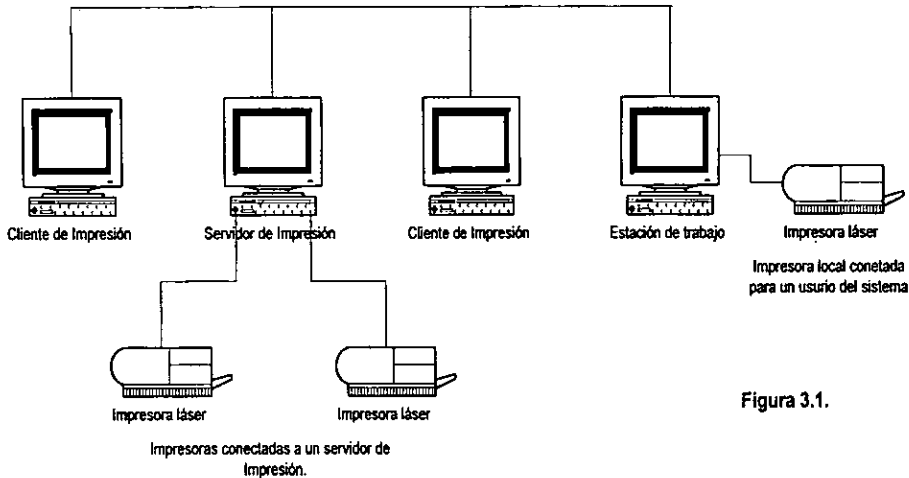 Cliente de Impresión
Servidor de Impresión
Cliente de Impresión
Estación de trabajo
Impresora láser
Impresora local conetada
para un usurio del sistema
Impresora láser
Impresora láser
Impresoras conectadas a un servidor de
Impresión.
Figura 3.1.